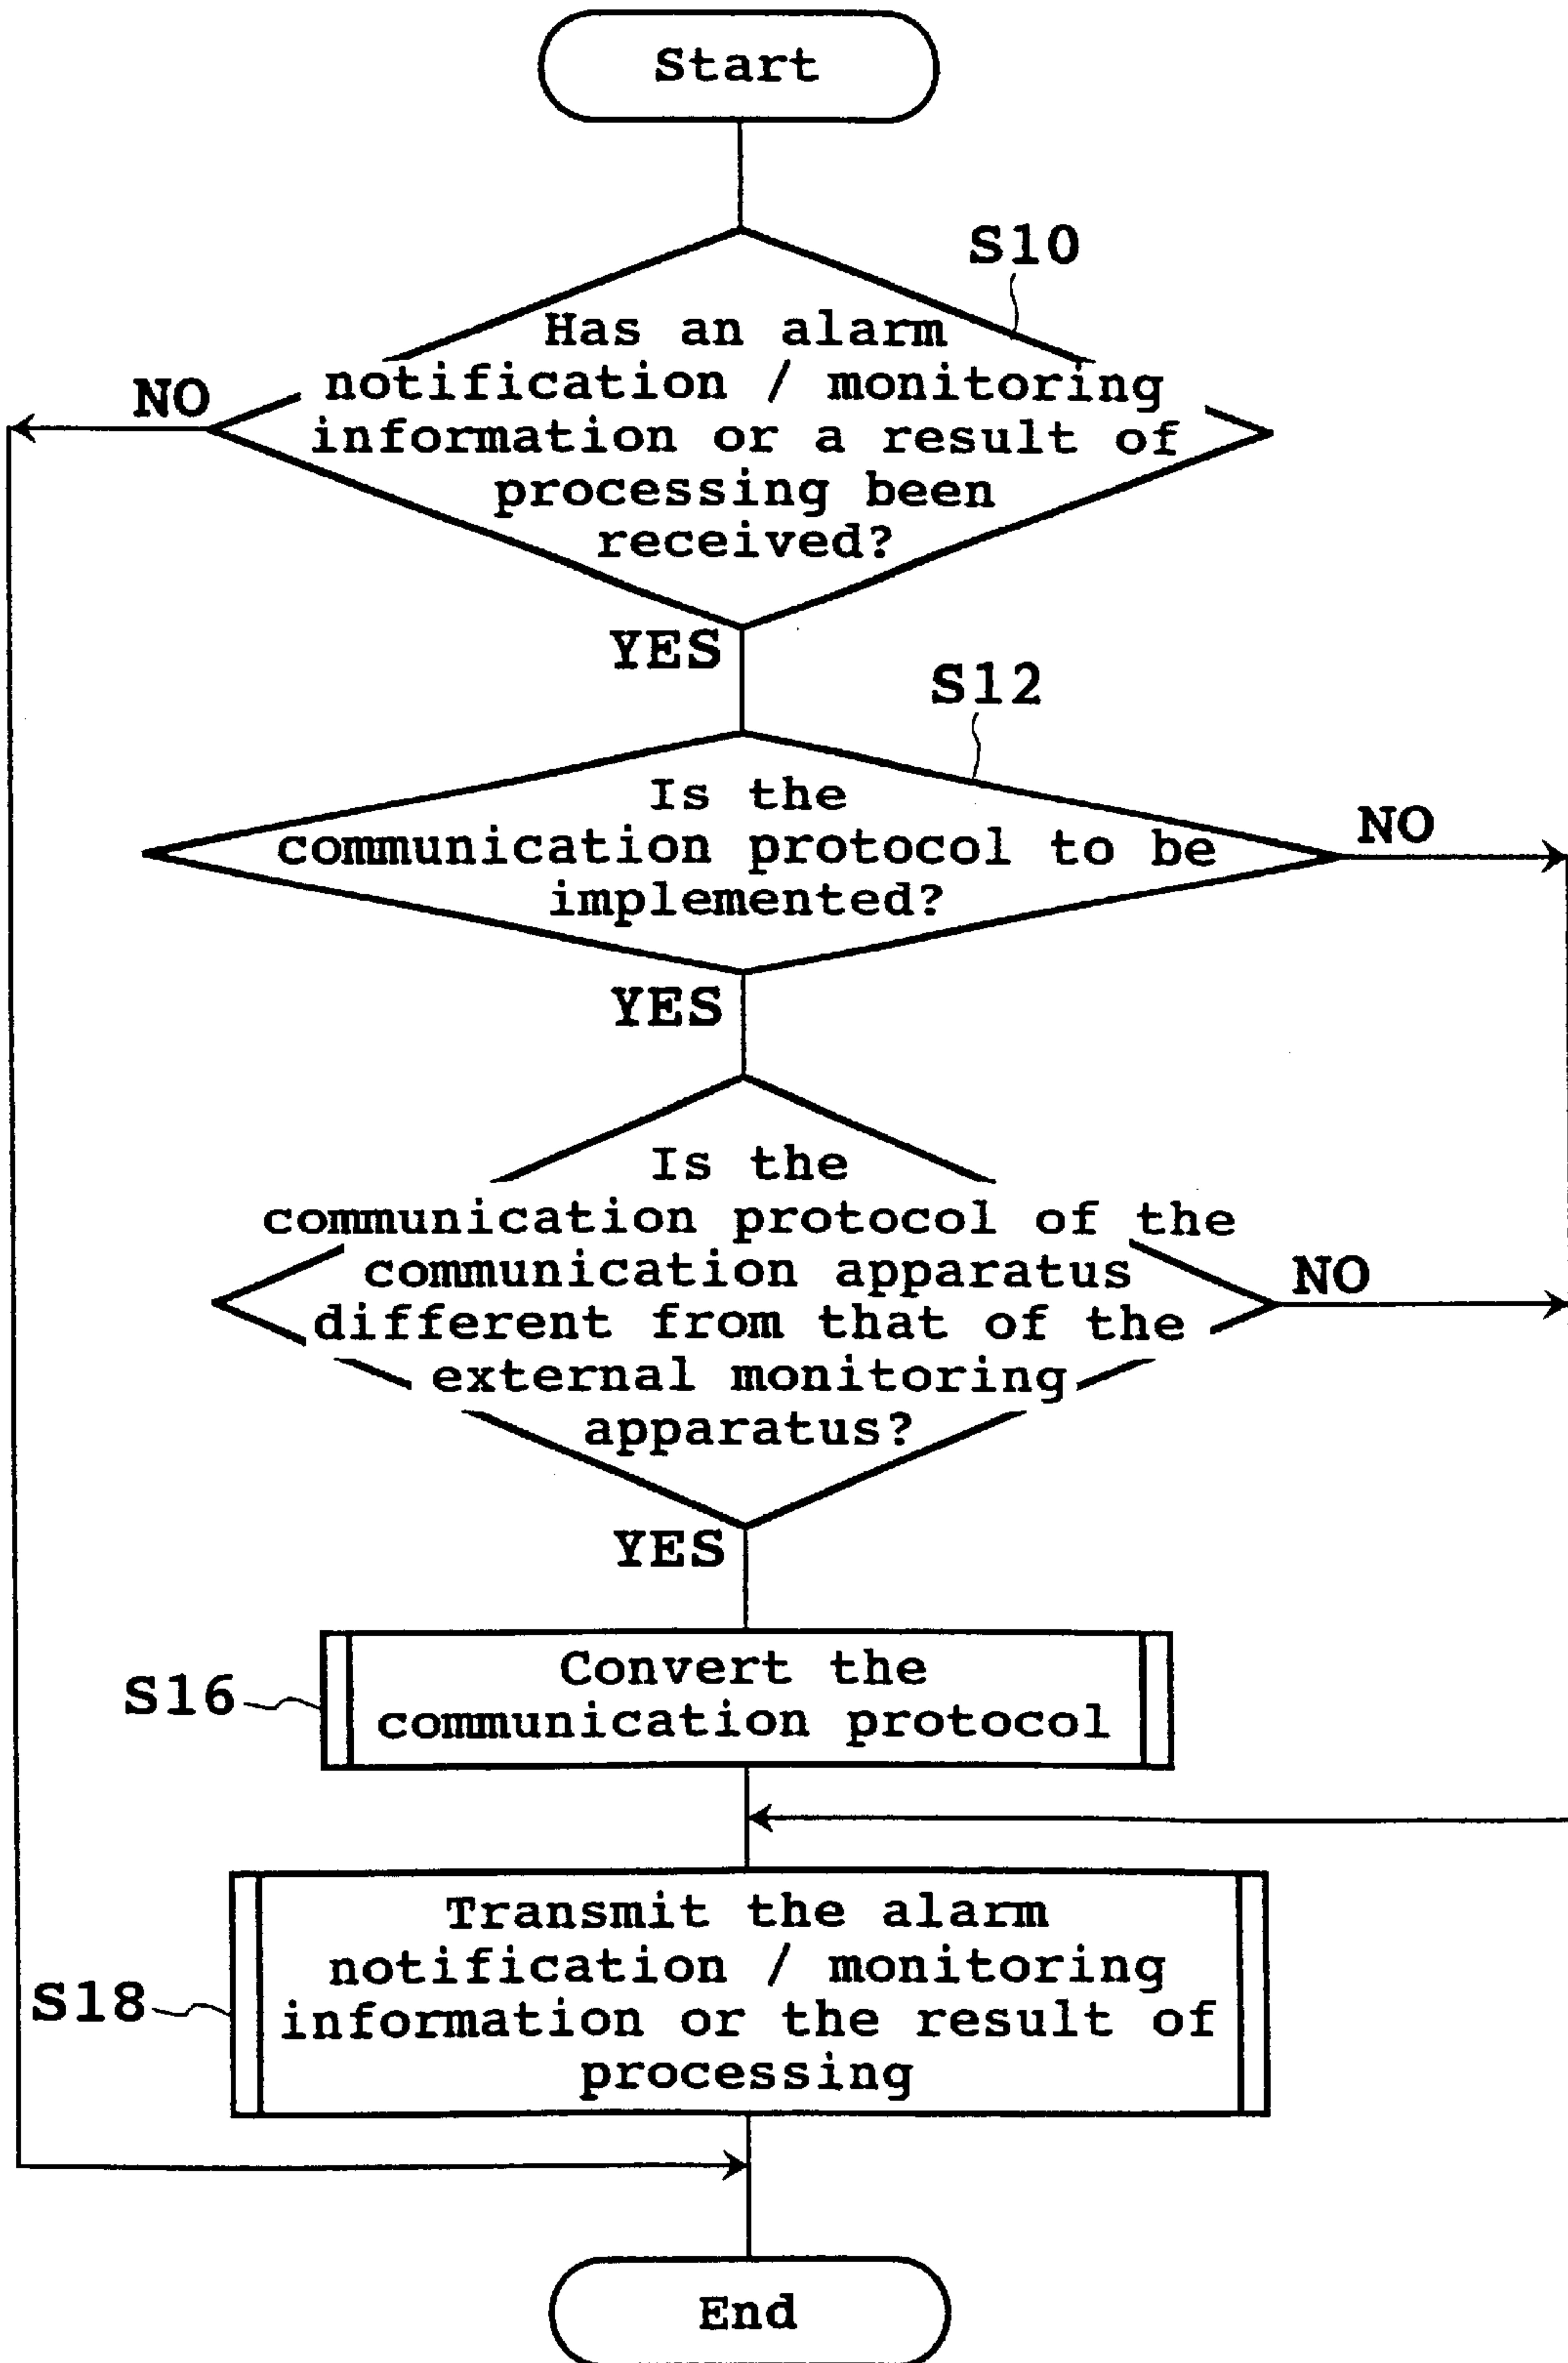 Start
S10
Has an alarm
notification / monitoring
information or a result of
processing been
received?
NO
YES
S12
Is the
communication protocol to be
implemented?
NO
YES
Is the
communication protocol of the
communication apparatus
different from that of the
external monitoring
apparatus?
NO
YES
S16
Convert the
communication protocol
S18
Transmit the alarm
notification / monitoring
information or the result of
processing
End